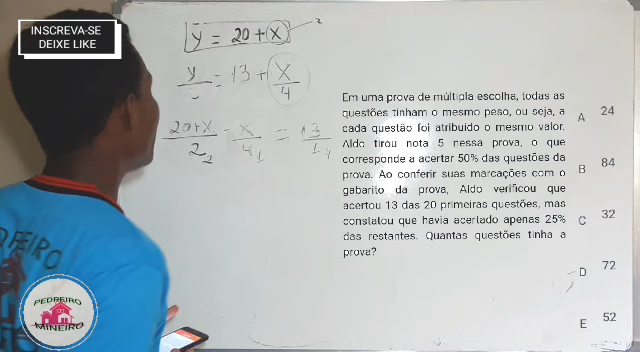 INSCREVA-SE
DEIXE LIKE
y = 20 + x
y = 13 + x/4
20+x/2 - x/4 = 13/1
Em uma prova de múltipla escolha, todas as
questões tinham o mesmo peso, ou seja, a
cada questão foi atribuído o mesmo valor.
Aldo tirou nota 5 nessa prova, o que
corresponde a acertar 50% das questões da
prova. Ao conferir suas marcações com o
gabarito da prova, Aldo verificou que
acertou 13 das 20 primeiras questões, mas
constatou que havia acertado apenas 25%
das restantes. Quantas questões tinha a
prova?
A 24
B 84
C 32
D 72
E 52
PEDREIRO
MINEIRO